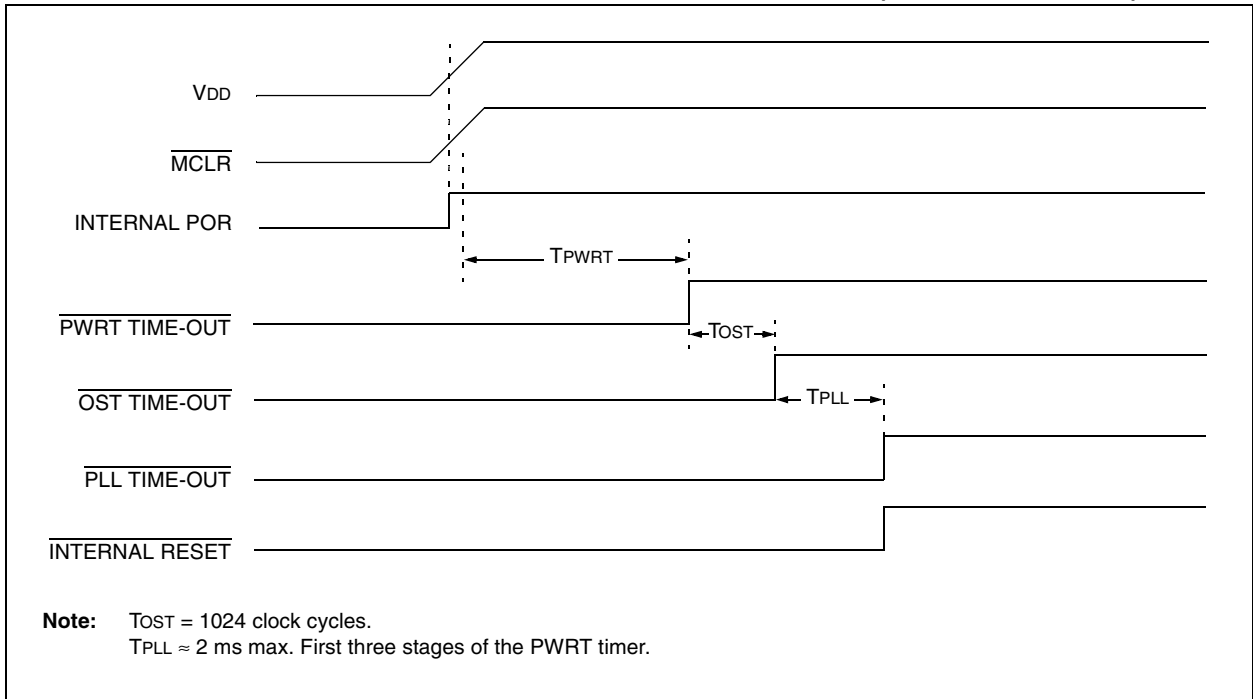 VDD
MCLR
INTERNAL POR
TPWRT
PWRT TIME-OUT
TOST
OST TIME-OUT
TPLL
PLL TIME-OUT
INTERNAL RESET
Note: TOST = 1024 clock cycles.
TPLL ≈ 2 ms max. First three stages of the PWRT timer.